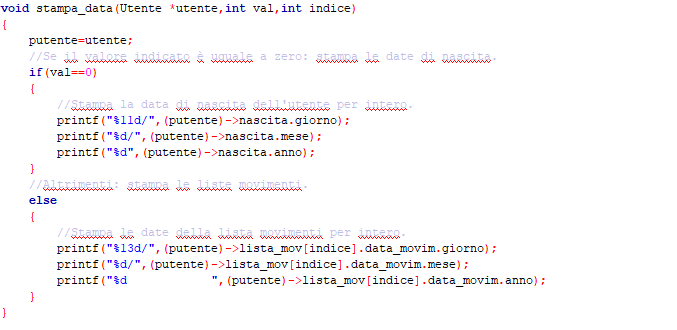 void stampa_data(Utente *utente,int val,int indice)
{
putente=utente;
//Se il valore indicato è uguale a zero: stampa le date di nascita.
if(val==0)
{
//Stampa la data di nascita dell'utente per intero.
printf("%11d/",(putente)->nascita.giorno);
printf("%d/",(putente)->nascita.mese);
printf("%d",(putente)->nascita.anno);
}
//Altrimenti: stampa le liste movimenti.
else
{
//Stampa le date della lista movimenti per intero.
printf("%13d/",(putente)->lista_mov[indice].data_movim.giorno);
printf("%d/",(putente)->lista_mov[indice].data_movim.mese);
printf("%d            ",(putente)->lista_mov[indice].data_movim.anno);
}
}